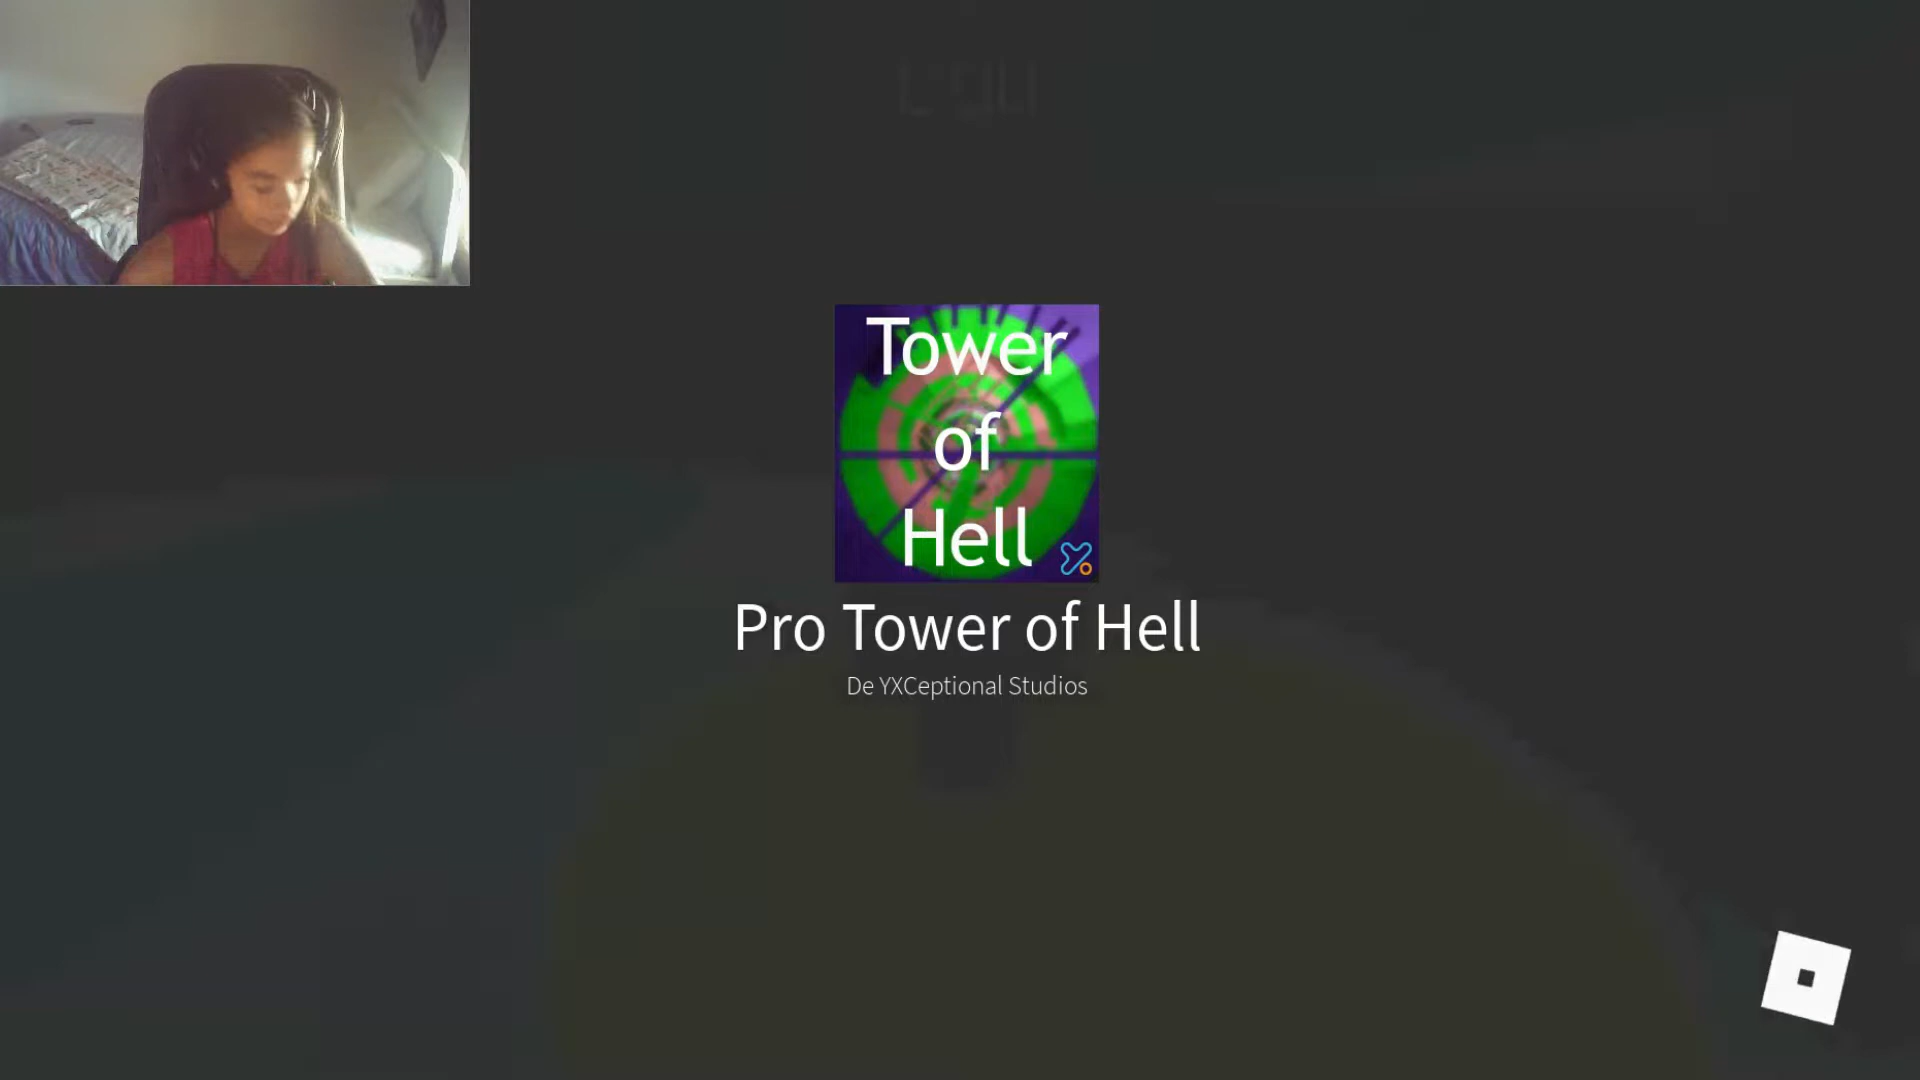 Tower
of
Hell
Pro Tower of Hell
De YXCeptional Studios